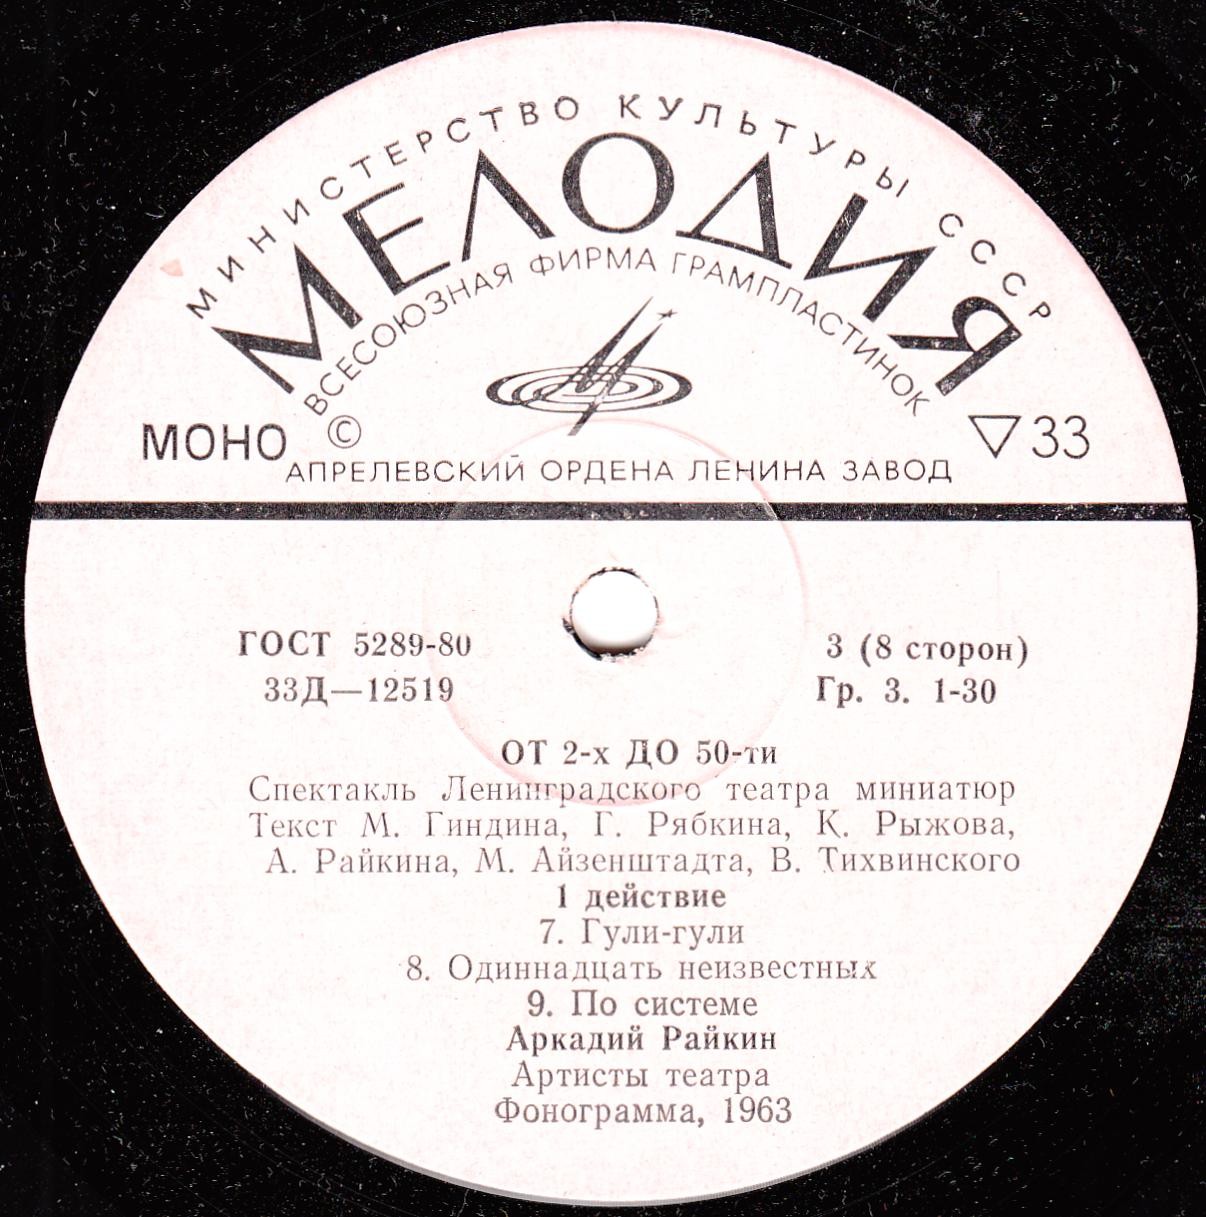 МИНИСТЕРСТВО КУЛЬТУРЫ СССР
МЕЛОДИЯ
ВСЕСОЮЗНАЯ ФИРМА ГРАМПЛАСТИНОК
МОНО © ▽33
АПРЕЛЕВСКИЙ ОРДЕНА ЛЕНИНА ЗАВОД
ГОСТ 5289-80 3 (8 сторон)
33Д—12519 Гр. 3. 1-30
ОТ 2-х ДО 50-ти
Спектакль Ленинградского театра миниатюр
Текст М. Гиндина, Г. Рябкина, К. Рыжова,
А. Райкина, М. Айзенштадта, В. Тихвинского
1 действие
7. Гули-гули
8. Одиннадцать неизвестных
9. По системе
Аркадий Райкин
Артисты театра
Фонограмма, 1963